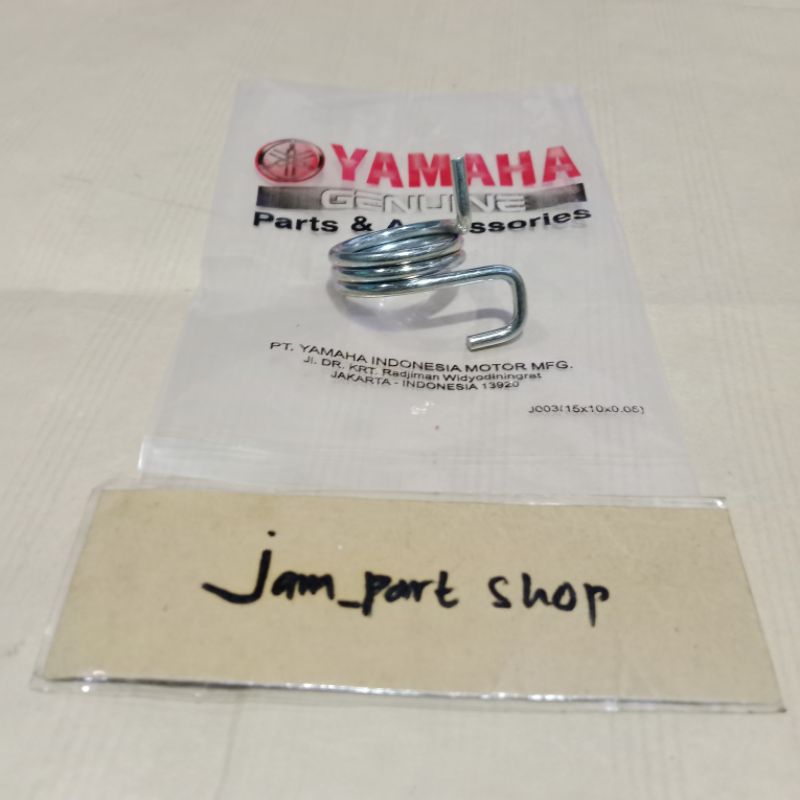 YAMAHA
GENUINE
Parts & A ssories
PT. YAMAHA INDONESIA MOTOR MFG.
Jl. DR. KRT. Radjiman Widyodiningrat
JAKARTA - INDONESIA 13920
J003(15x10x0.05)
Jam_part shop